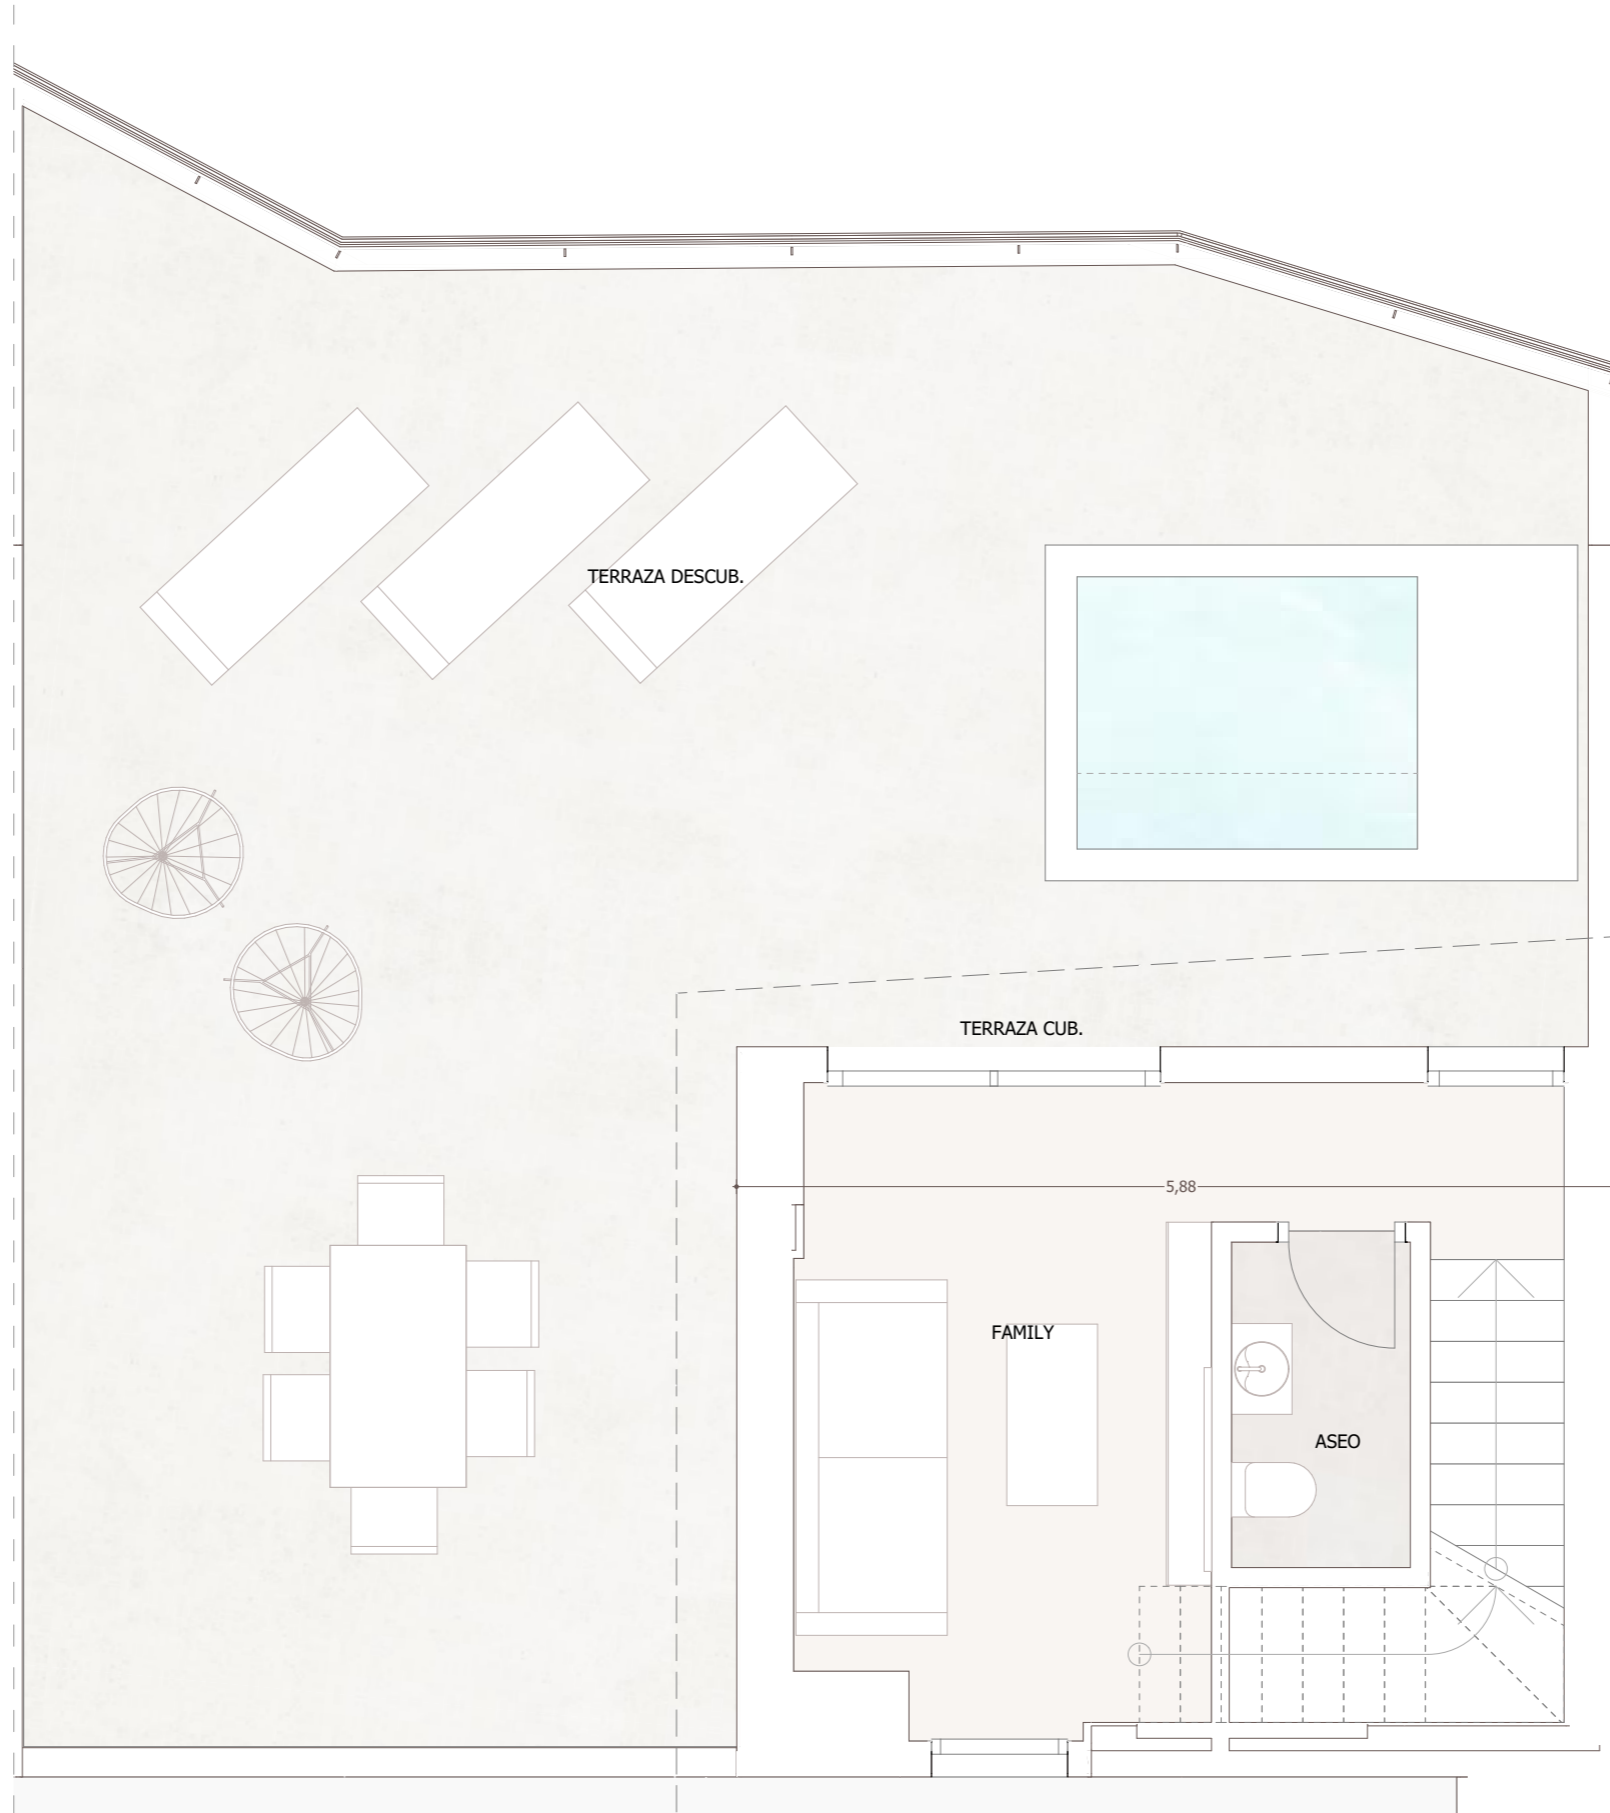 TERRAZA DESCUB.
TERRAZA CUB.
5,88
FAMILY
ASEO